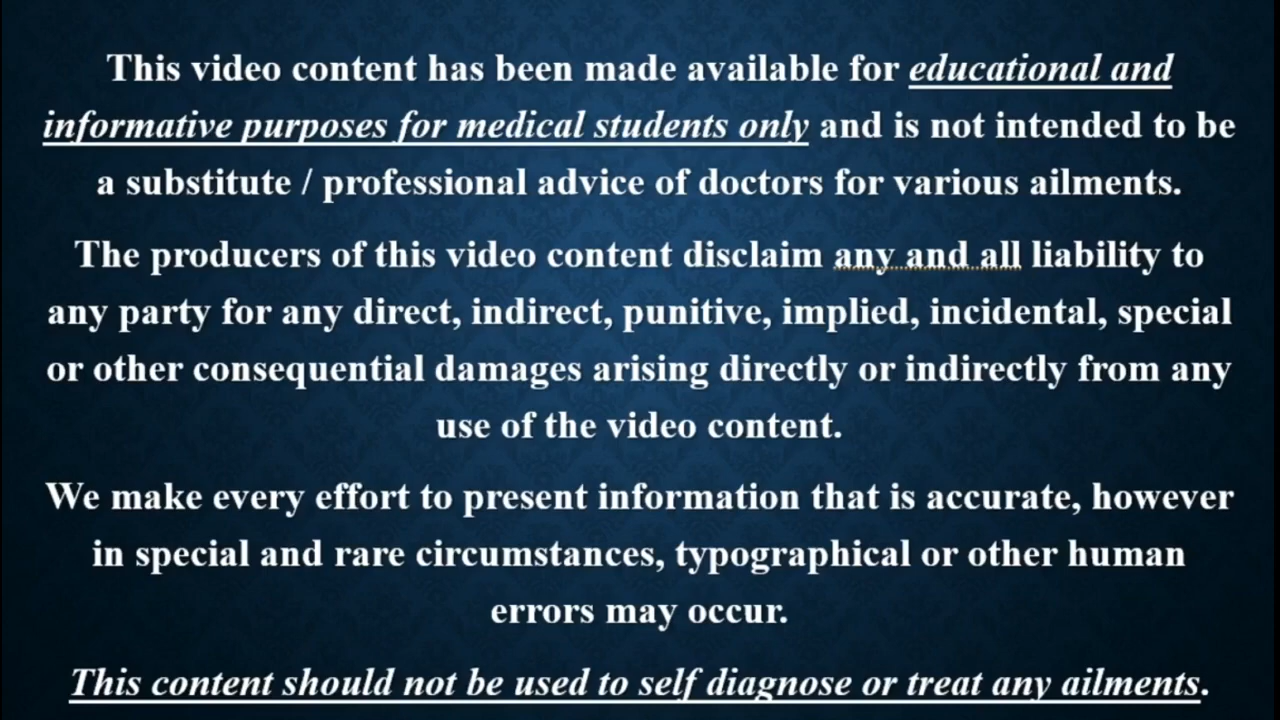 This video content has been made available for educational and
informative purposes for medical students only and is not intended to be
a substitute / professional advice of doctors for various ailments.
The producers of this video content disclaim any and all liability to
any party for any direct, indirect, punitive, implied, incidental, special
or other consequential damages arising directly or indirectly from any
use of the video content.
We make every effort to present information that is accurate, however
in special and rare circumstances, typographical or other human
errors may occur.
This content should not be used to self diagnose or treat any ailments.